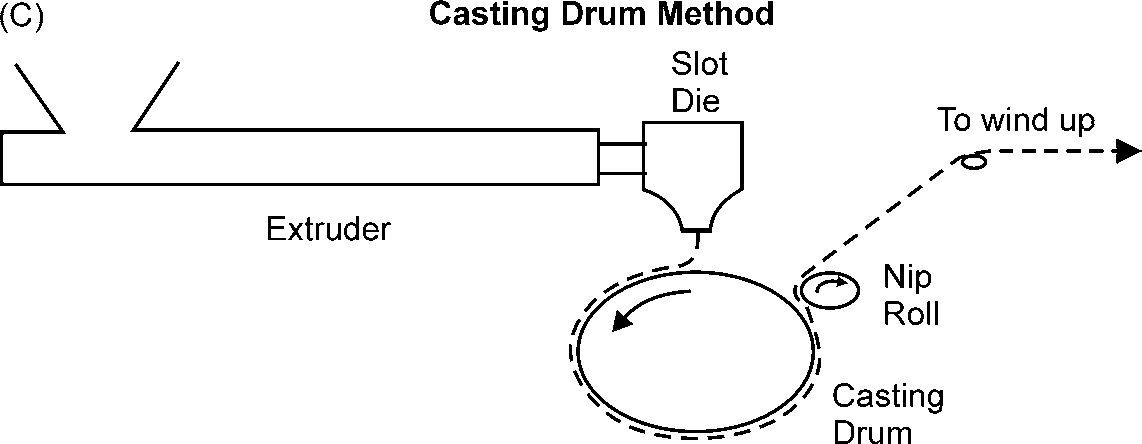 (C)
Casting Drum Method
Slot
Die
To wind up
Extruder
Nip
Roll
Casting
Drum